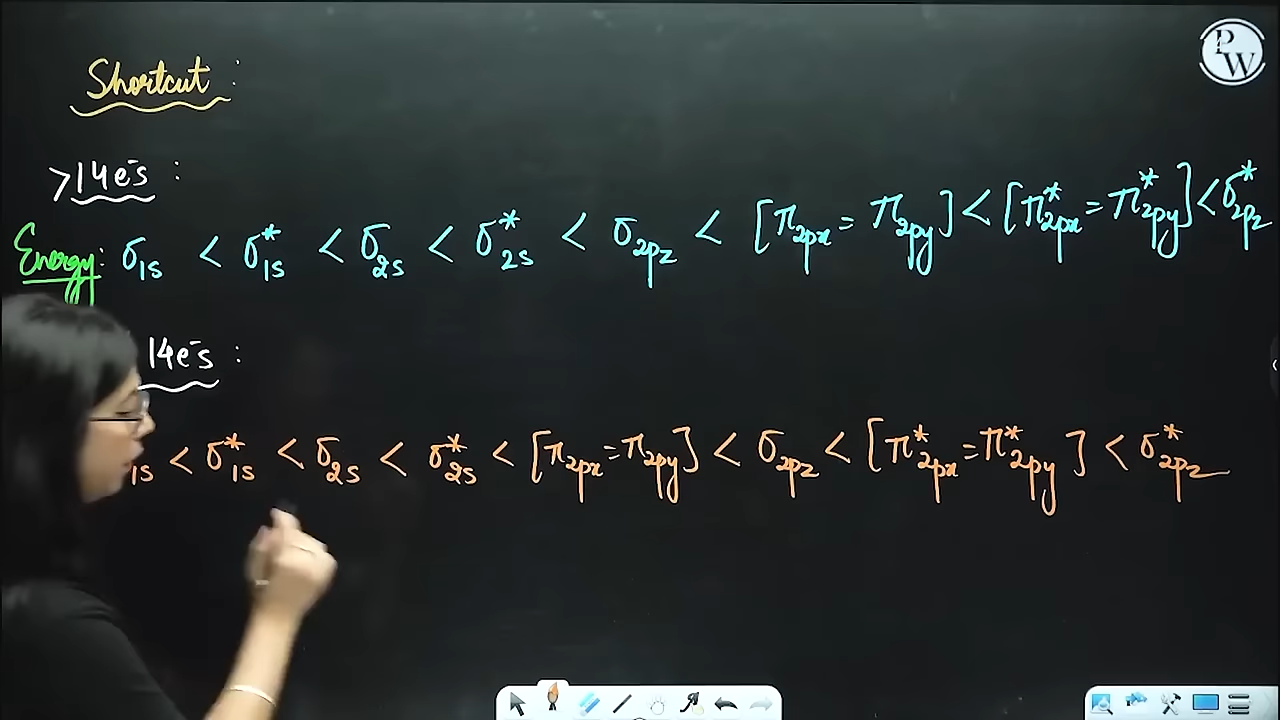 PW
Shortcut :
>14e⁻s :
Energy: σ1s < σ*1s < σ2s < σ*2s < σ2pz < [π2px = π2py] < [π*2px = π*2py] < σ*2pz
14e⁻s :
1s < σ*1s < σ2s < σ*2s < [π2px = π2py] < σ2pz < [π*2px = π*2py] < σ*2pz